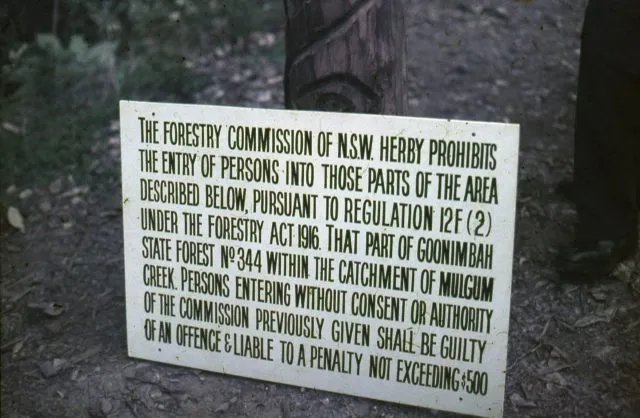 THE FORESTRY COMMISSION OF N.S.W. HERBY PROHIBITS
THE ENTRY OF PERSONS INTO THOSE PARTS OF THE AREA
DESCRIBED BELOW, PURSUANT TO REGULATION 12F (2)
UNDER THE FORESTRY ACT 1916. THAT PART OF GOONIMBAH
STATE FOREST Nº 344 WITHIN THE CATCHMENT OF MULGUM
CREEK. PERSONS ENTERING WITHOUT CONSENT OR AUTHORITY
OF THE COMMISSION PREVIOUSLY GIVEN SHALL BE GUILTY
OF AN OFFENCE & LIABLE TO A PENALTY NOT EXCEEDING $500